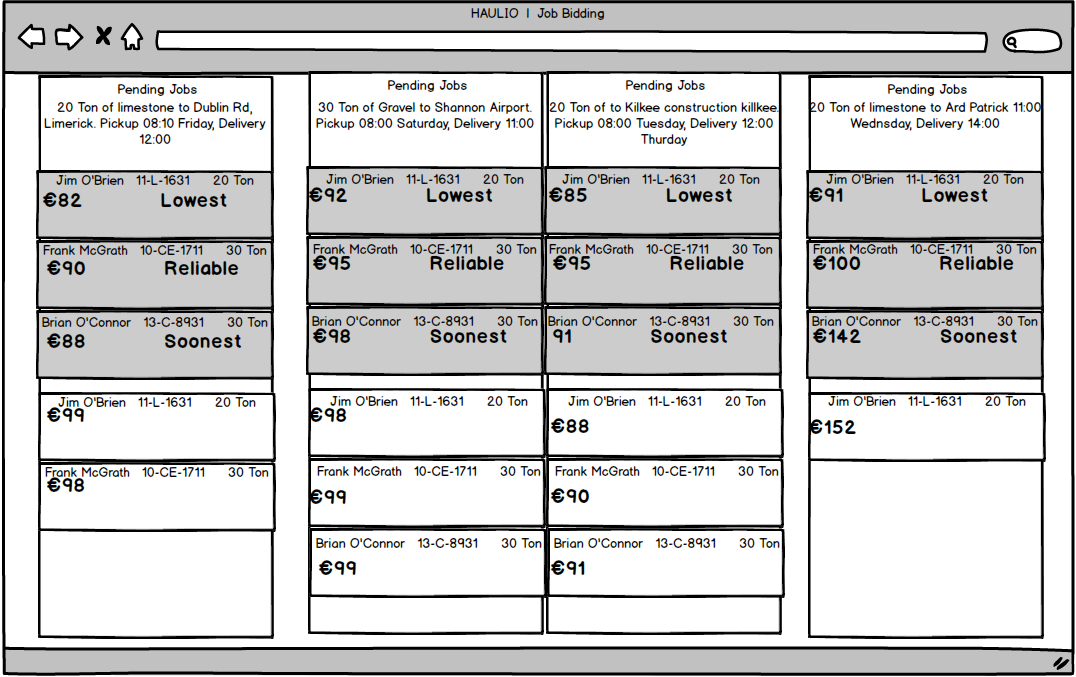 HAULIO | Job Bidding
Pending Jobs
20 Ton of limestone to Dublin Rd,
Limerick. Pickup 08:10 Friday, Delivery
12:00
Jim O'Brien 11-L-1631 20 Ton
€82 Lowest
Frank McGrath 10-CE-1711 30 Ton
€90 Reliable
Brian O'Connor 13-C-8931 30 Ton
€88 Soonest
Jim O'Brien 11-L-1631 20 Ton
€99
Frank McGrath 10-CE-1711 30 Ton
€98
Pending Jobs
30 Ton of Gravel to Shannon Airport.
Pickup 08:00 Saturday, Delivery 11:00
Jim O'Brien 11-L-1631 20 Ton
€92 Lowest
Frank McGrath 10-CE-1711 30 Ton
€95 Reliable
Brian O'Connor 13-C-8931 30 Ton
€98 Soonest
Jim O'Brien 11-L-1631 20 Ton
€98
Frank McGrath 10-CE-1711 30 Ton
€99
Brian O'Connor 13-C-8931 30 Ton
€99
Pending Jobs
20 Ton of to Kilkee construction killkee.
Pickup 08:00 Tuesday, Delivery 12:00
Thurday
Jim O'Brien 11-L-1631 20 Ton
€85 Lowest
Frank McGrath 10-CE-1711 30 Ton
€95 Reliable
Brian O'Connor 13-C-8931 30 Ton
91 Soonest
Jim O'Brien 11-L-1631 20 Ton
€88
Frank McGrath 10-CE-1711 30 Ton
€90
Brian O'Connor 13-C-8931 30 Ton
€91
Pending Jobs
20 Ton of limestone to Ard Patrick 11:00
Wednsday, Delivery 14:00
Jim O'Brien 11-L-1631 20 Ton
€91 Lowest
Frank McGrath 10-CE-1711 30 Ton
€100 Reliable
Brian O'Connor 13-C-8931 30 Ton
€142 Soonest
Jim O'Brien 11-L-1631 20 Ton
€152